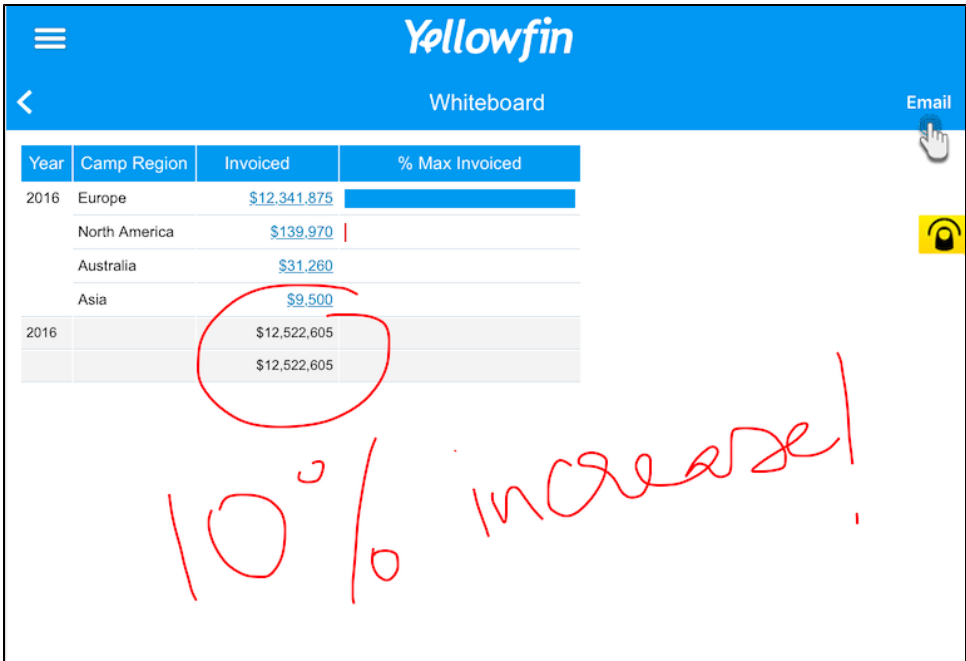 Yellowfin
Whiteboard
Email
Year Camp Region Invoiced % Max Invoiced
2016 Europe $12,341,875
North America $139,970
Australia $31,260
Asia $9,500
2016 $12,522,605
$12,522,605
10% increase!